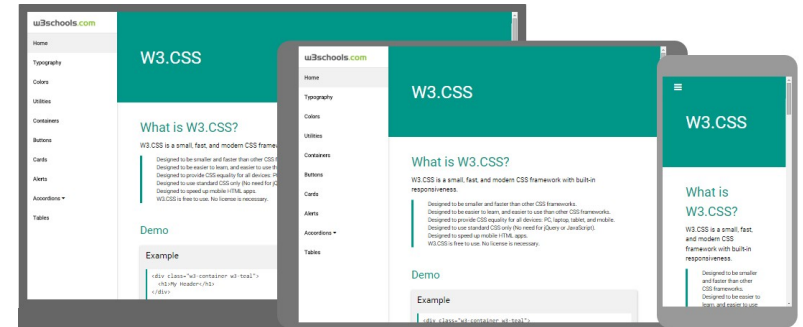 w3schools.com
Home
Typography
Colors
Utilities
Containers
Buttons
Cards
Alerts
Accordions
Tables
W3.CSS
What is W3.CSS?
W3.CSS is a small, fast, and modern CSS
Designed to be smaller and faster than other CSS
Designed to be easier to learn, and easier to use
Designed to provide CSS equality for all devices:
Designed to use standard CSS only (No need for
Designed to speed up mobile HTML apps.
W3.CSS is free to use. No license is necessary.
Demo
Example
<div class="w3-container w3-teal">
<h1>My Header</h1>
</div>
w3schools.com
Home
Typography
Colors
Utilities
Containers
Buttons
Cards
Alerts
Accordions
Tables
W3.CSS
What is W3.CSS?
W3.CSS is a small, fast, and modern CSS framework with built-in
responsiveness.
Designed to be smaller and faster than other CSS frameworks.
Designed to be easier to learn, and easier to use than other CSS frameworks.
Designed to provide CSS equality for all devices: PC, laptop, tablet, and mobile.
Designed to use standard CSS only (No need for jQuery or JavaScript).
Designed to speed up mobile HTML apps.
W3.CSS is free to use. No license is necessary.
Demo
Example
<div class="w3-container w3-teal">
W3.CSS
What is
W3.CSS?
W3.CSS is a small, fast,
and modern CSS
framework with built-in
responsiveness.
Designed to be smaller
and faster than other
CSS frameworks.
Designed to be easier to
learn, and easier to use